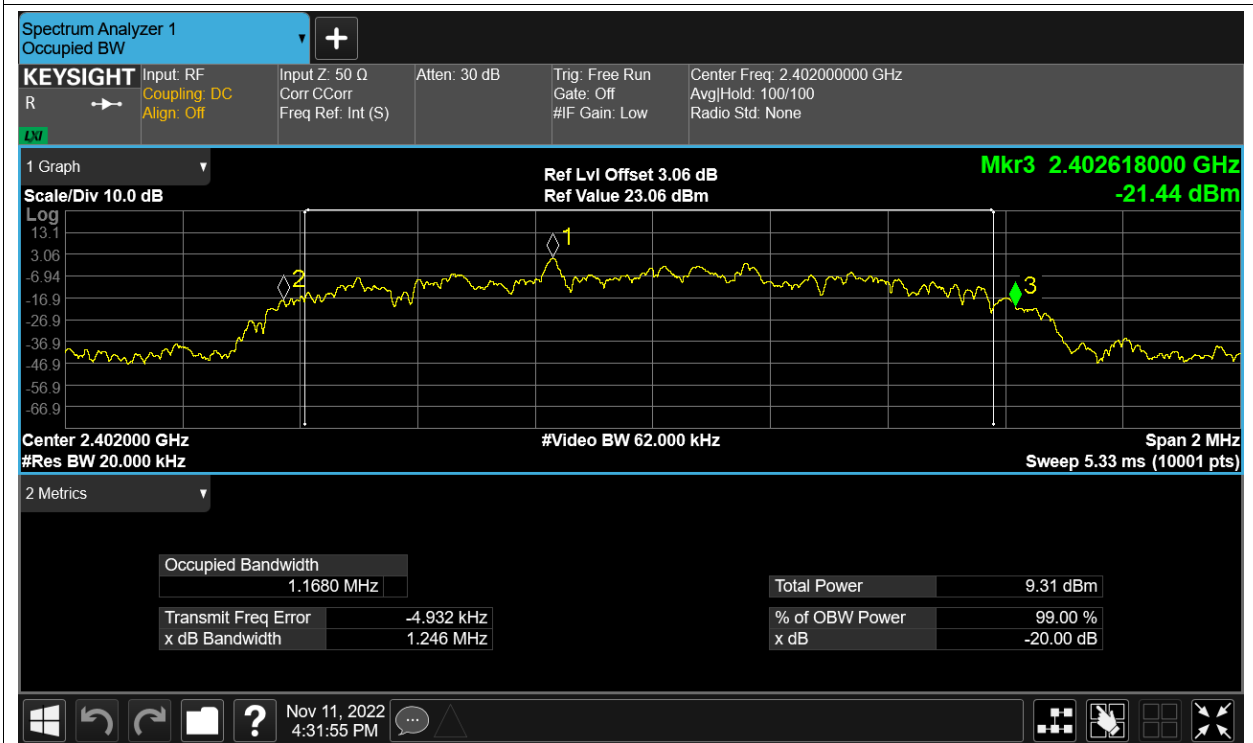 Spectrum Analyzer 1
Occupied BW
KEYSIGHT
R
LXI
Input: RF
Coupling: DC
Align: Off
Input Z: 50 Ω
Corr CCorr
Freq Ref: Int (S)
Atten: 30 dB
Trig: Free Run
Gate: Off
#IF Gain: Low
Center Freq: 2.402000000 GHz
Avg|Hold: 100/100
Radio Std: None
1 Graph
Scale/Div 10.0 dB
Ref Lvl Offset 3.06 dB
Ref Value 23.06 dBm
Mkr3 2.402618000 GHz
-21.44 dBm
Log
13.1
3.06
-6.94
-16.9
-26.9
-36.9
-46.9
-56.9
-66.9
1
2
3
Center 2.402000 GHz
#Res BW 20.000 kHz
#Video BW 62.000 kHz
Span 2 MHz
Sweep 5.33 ms (10001 pts)
2 Metrics
Occupied Bandwidth
1.1680 MHz
Transmit Freq Error -4.932 kHz
x dB Bandwidth 1.246 MHz
Total Power 9.31 dBm
% of OBW Power 99.00 %
x dB -20.00 dB
?
Nov 11, 2022
4:31:55 PM